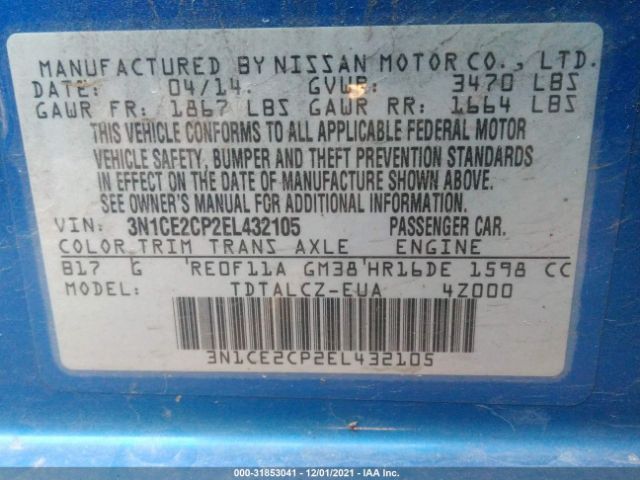 MANUFACTURED BY NISSAN MOTOR CO., LTD.
DATE: 04/14 GVWR: 3470 LBS
GAWR FR: 1867 LBS GAWR RR: 1664 LBS
THIS VEHICLE CONFORMS TO ALL APPLICABLE FEDERAL MOTOR
VEHICLE SAFETY, BUMPER AND THEFT PREVENTION STANDARDS
IN EFFECT ON THE DATE OF MANUFACTURE SHOWN ABOVE.
SEE OWNER'S MANUAL FOR ADDITIONAL INFORMATION.
VIN: 3N1CE2CP2EL432105 PASSENGER CAR.
COLOR TRIM TRANS AXLE ENGINE
B17 G 'RE0F11A GM38'HR16DE 1598 CC
MODEL: TDTALCZ-EUA 4Z000
3N1CE2CP2EL432105
000-31853041 - 12/01/2021 - IAA Inc.